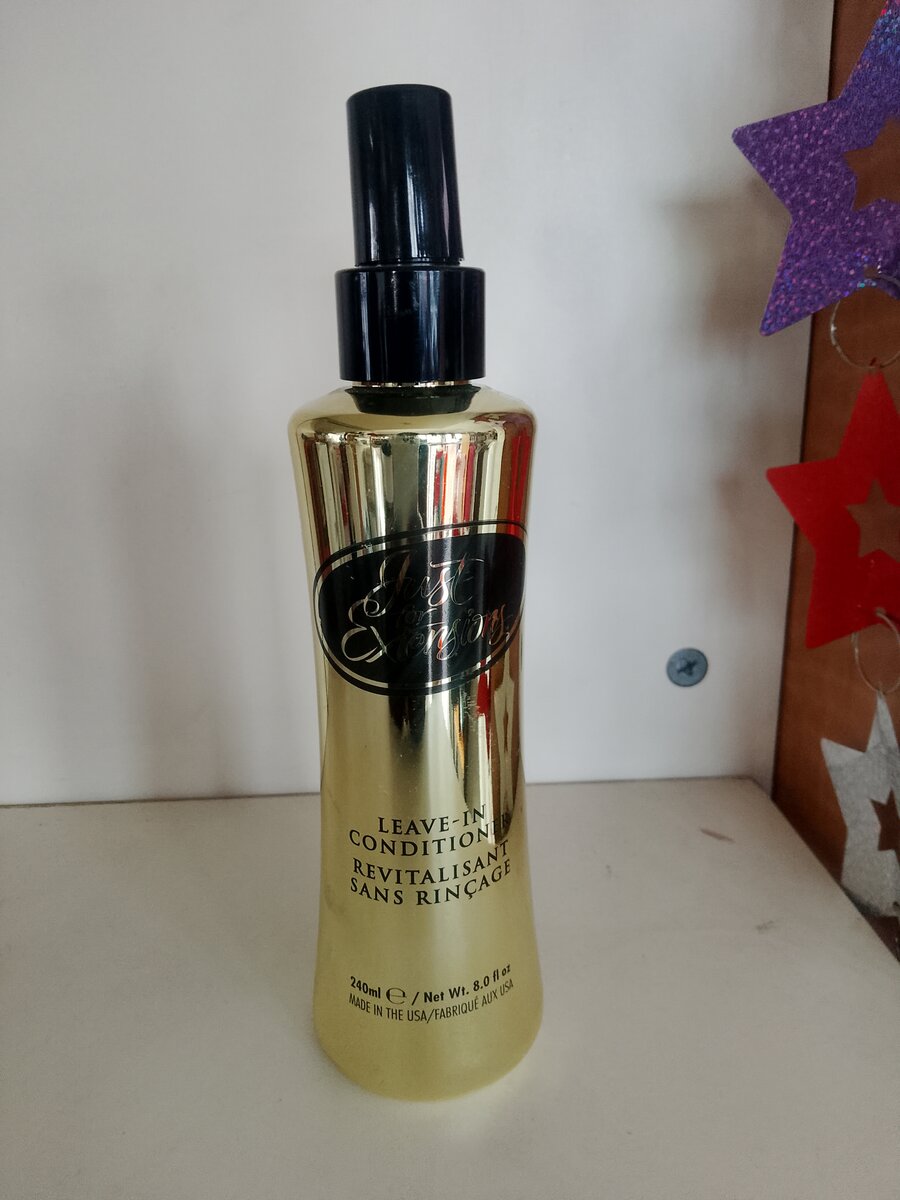 Just
for
Extensions
LEAVE-IN
CONDITIONER
REVITALISANT
SANS RINÇAGE
240ml ℮ / Net Wt. 8.0 fl oz
MADE IN THE USA/FABRIQUÉ AUX USA